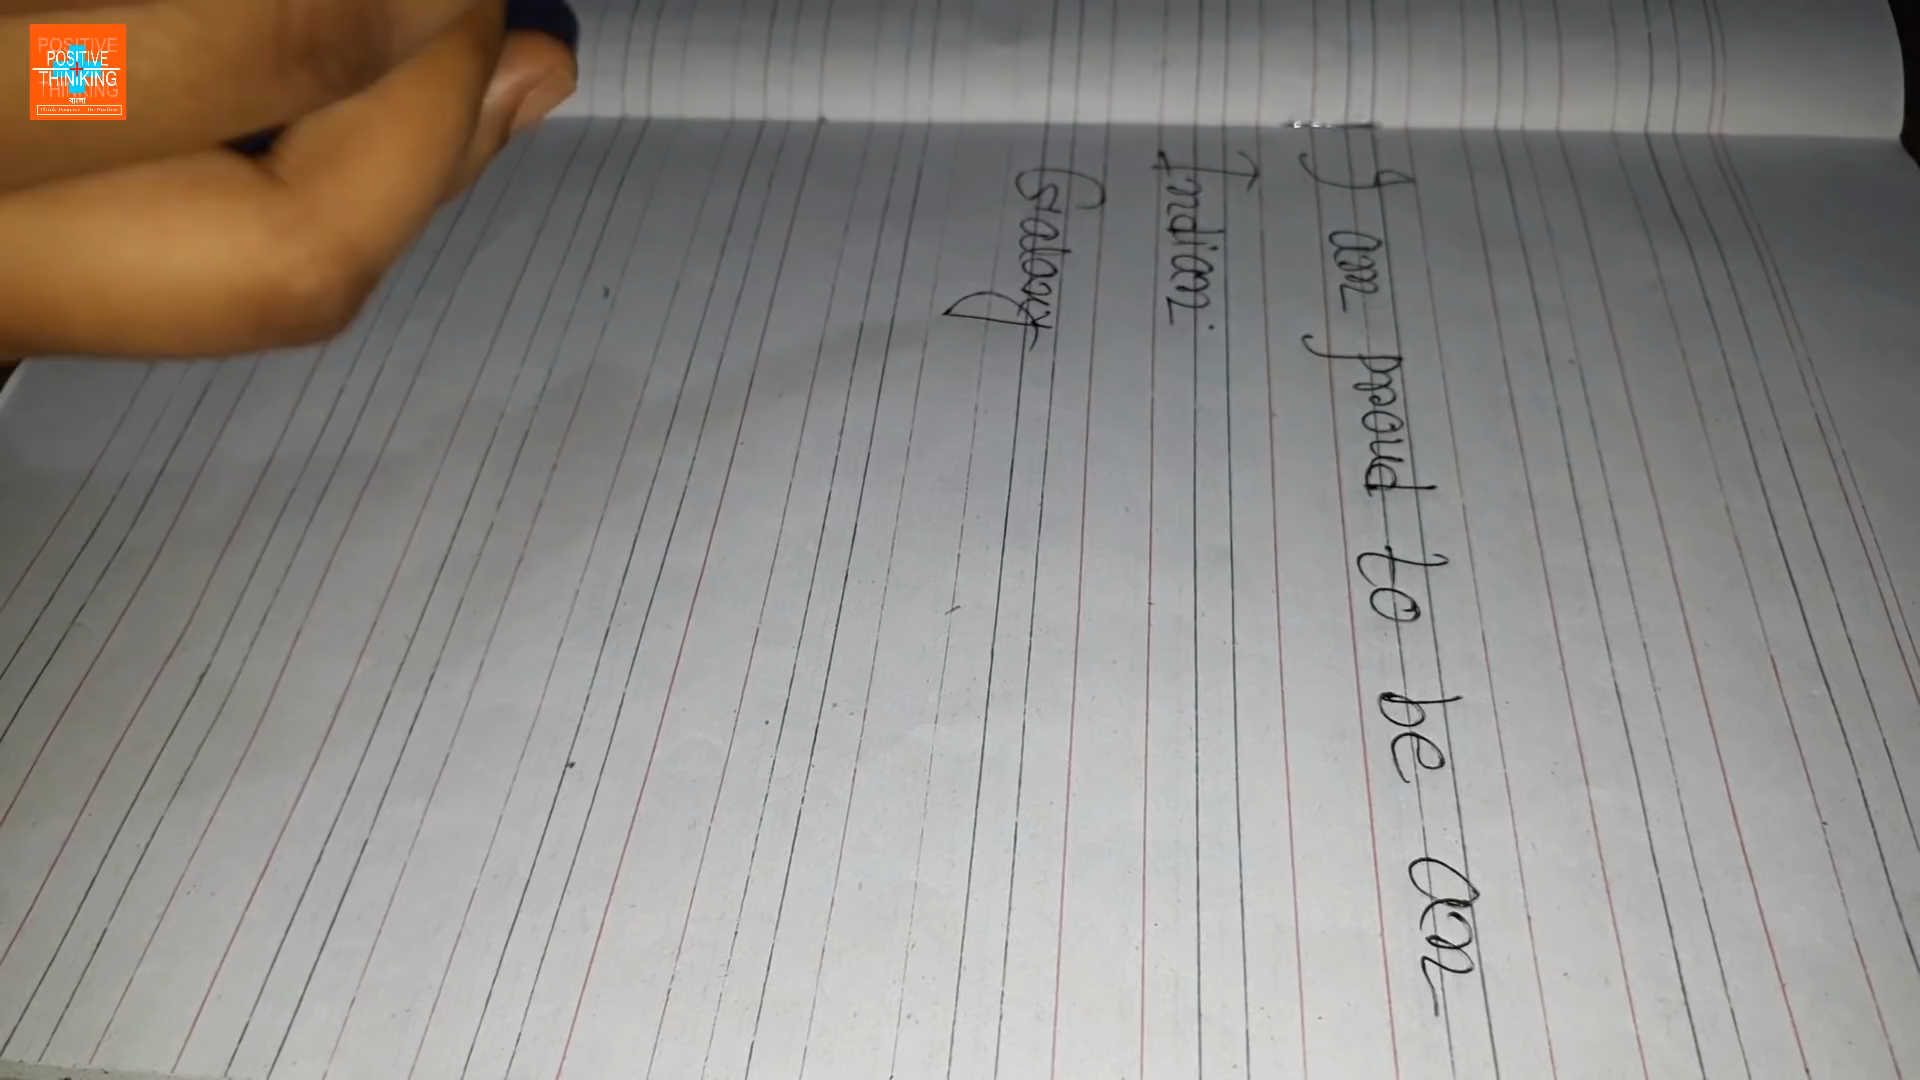 POSITIVE
THINKING
বাংলা
I am proud to be an
Indian.
Galaxy